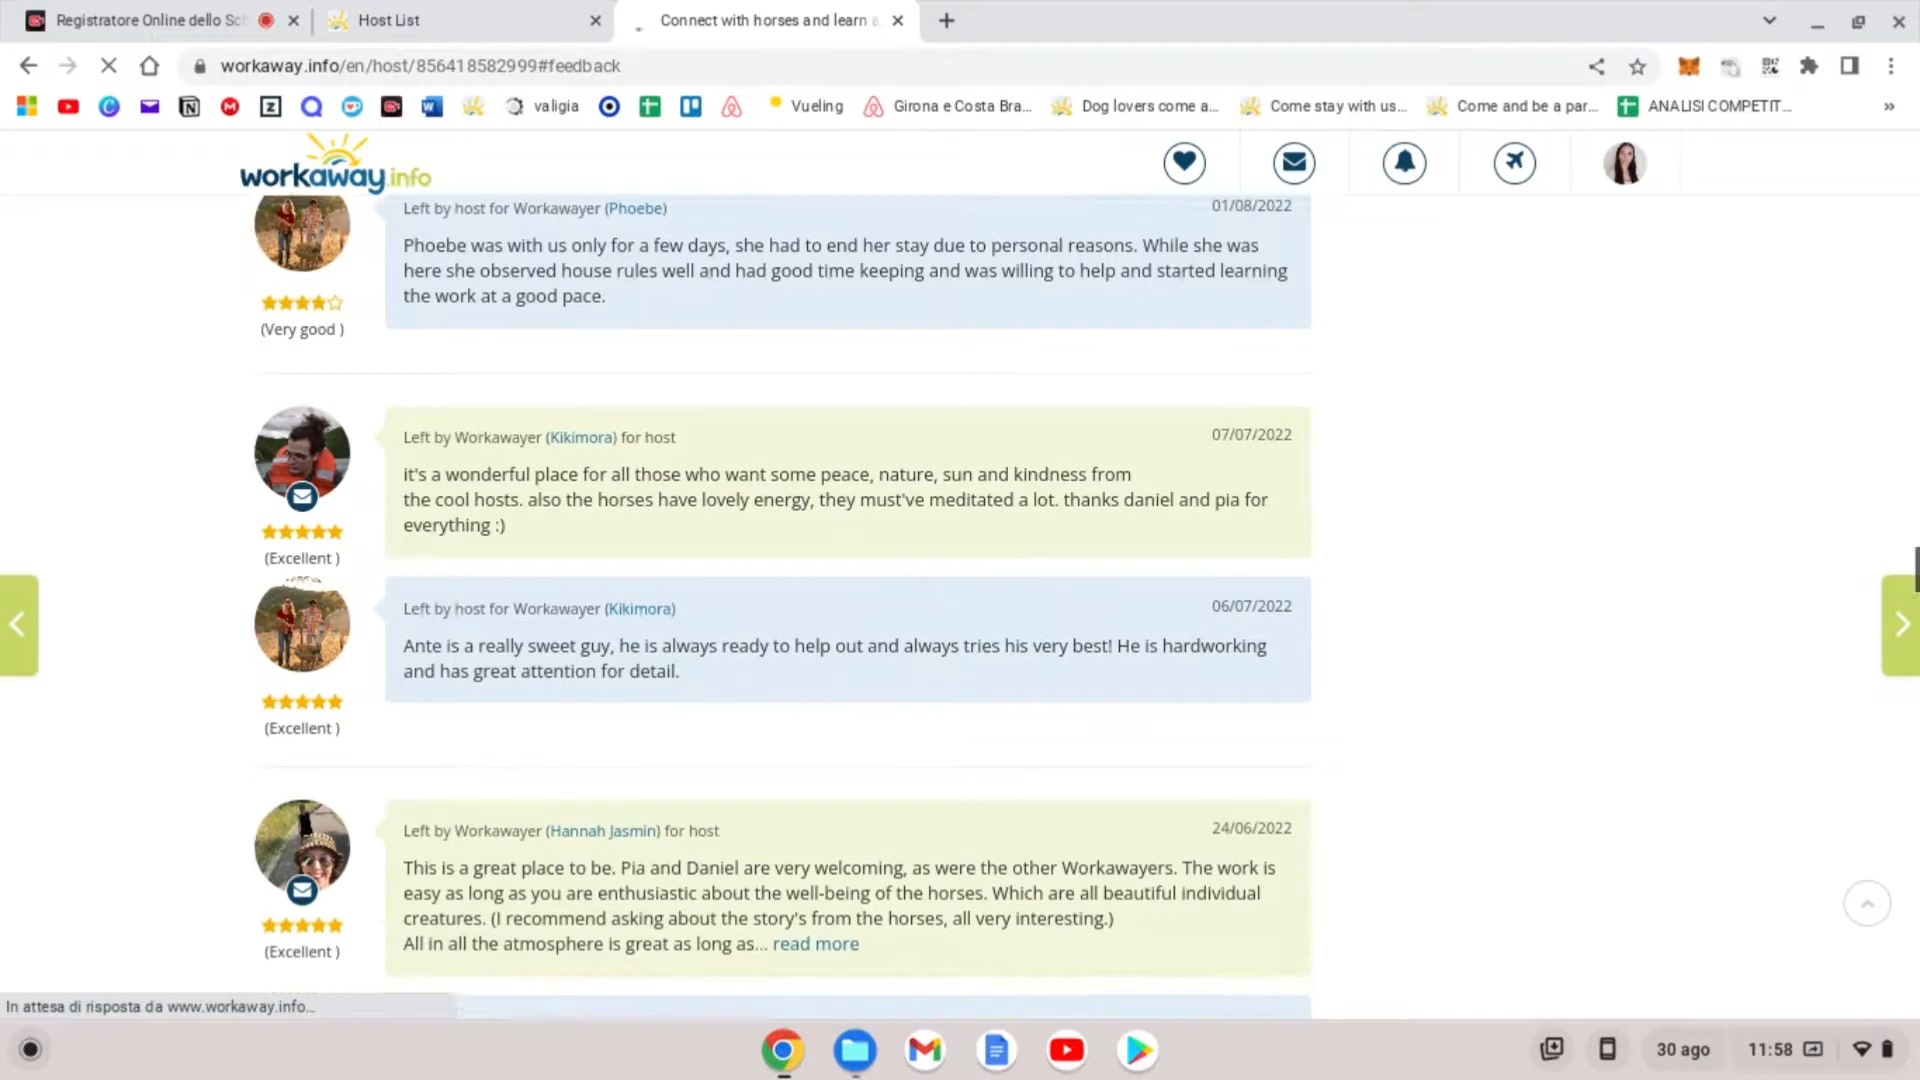 Registratore Online dello Sc
Host List
Connect with horses and learn a
workaway.info/en/host/856418582999#feedback
valigia
Vueling
Girona e Costa Bra...
Dog lovers come a...
Come stay with us...
Come and be a par...
ANALISI COMPETIT...
workaway.info
Left by host for Workawayer (Phoebe)
01/08/2022
Phoebe was with us only for a few days, she had to end her stay due to personal reasons. While she was
here she observed house rules well and had good time keeping and was willing to help and started learning
the work at a good pace.
(Very good )
Left by Workawayer (Kikimora) for host
07/07/2022
it's a wonderful place for all those who want some peace, nature, sun and kindness from
the cool hosts. also the horses have lovely energy, they must've meditated a lot. thanks daniel and pia for
everything :)
(Excellent )
Left by host for Workawayer (Kikimora)
06/07/2022
Ante is a really sweet guy, he is always ready to help out and always tries his very best! He is hardworking
and has great attention for detail.
(Excellent )
Left by Workawayer (Hannah Jasmin) for host
24/06/2022
This is a great place to be. Pia and Daniel are very welcoming, as were the other Workawayers. The work is
easy as long as you are enthusiastic about the well-being of the horses. Which are all beautiful individual
creatures. (I recommend asking about the story's from the horses, all very interesting.)
All in all the atmosphere is great as long as... read more
(Excellent )
In attesa di risposta da www.workaway.info...
30 ago
11:58